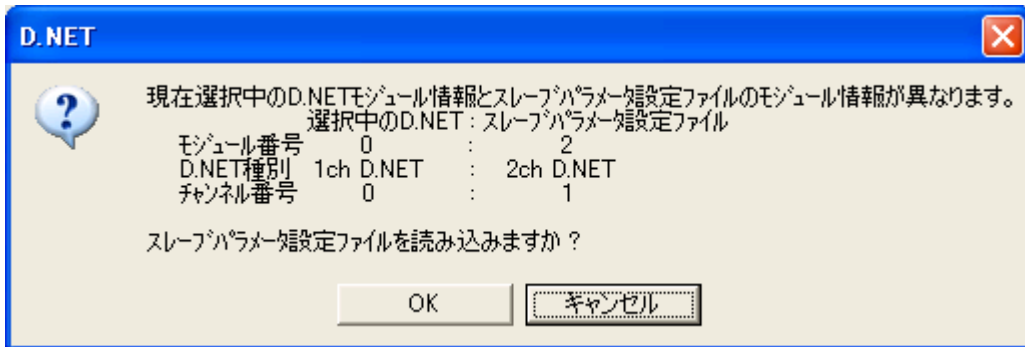 D.NET
現在選択中のD.NETﾓｼﾞｭｰﾙ情報とｽﾚｰﾌﾞﾊﾟﾗﾒｰﾀ設定ﾌｧｲﾙのﾓｼﾞｭｰﾙ情報が異なります。
選択中のD.NET : ｽﾚｰﾌﾞﾊﾟﾗﾒｰﾀ設定ﾌｧｲﾙ
ﾓｼﾞｭｰﾙ番号 0 : 2
D.NET種別 1ch D.NET : 2ch D.NET
ﾁｬﾝﾈﾙ番号 0 : 1
ｽﾚｰﾌﾞﾊﾟﾗﾒｰﾀ設定ﾌｧｲﾙを読み込みますか?
OK キャンセル